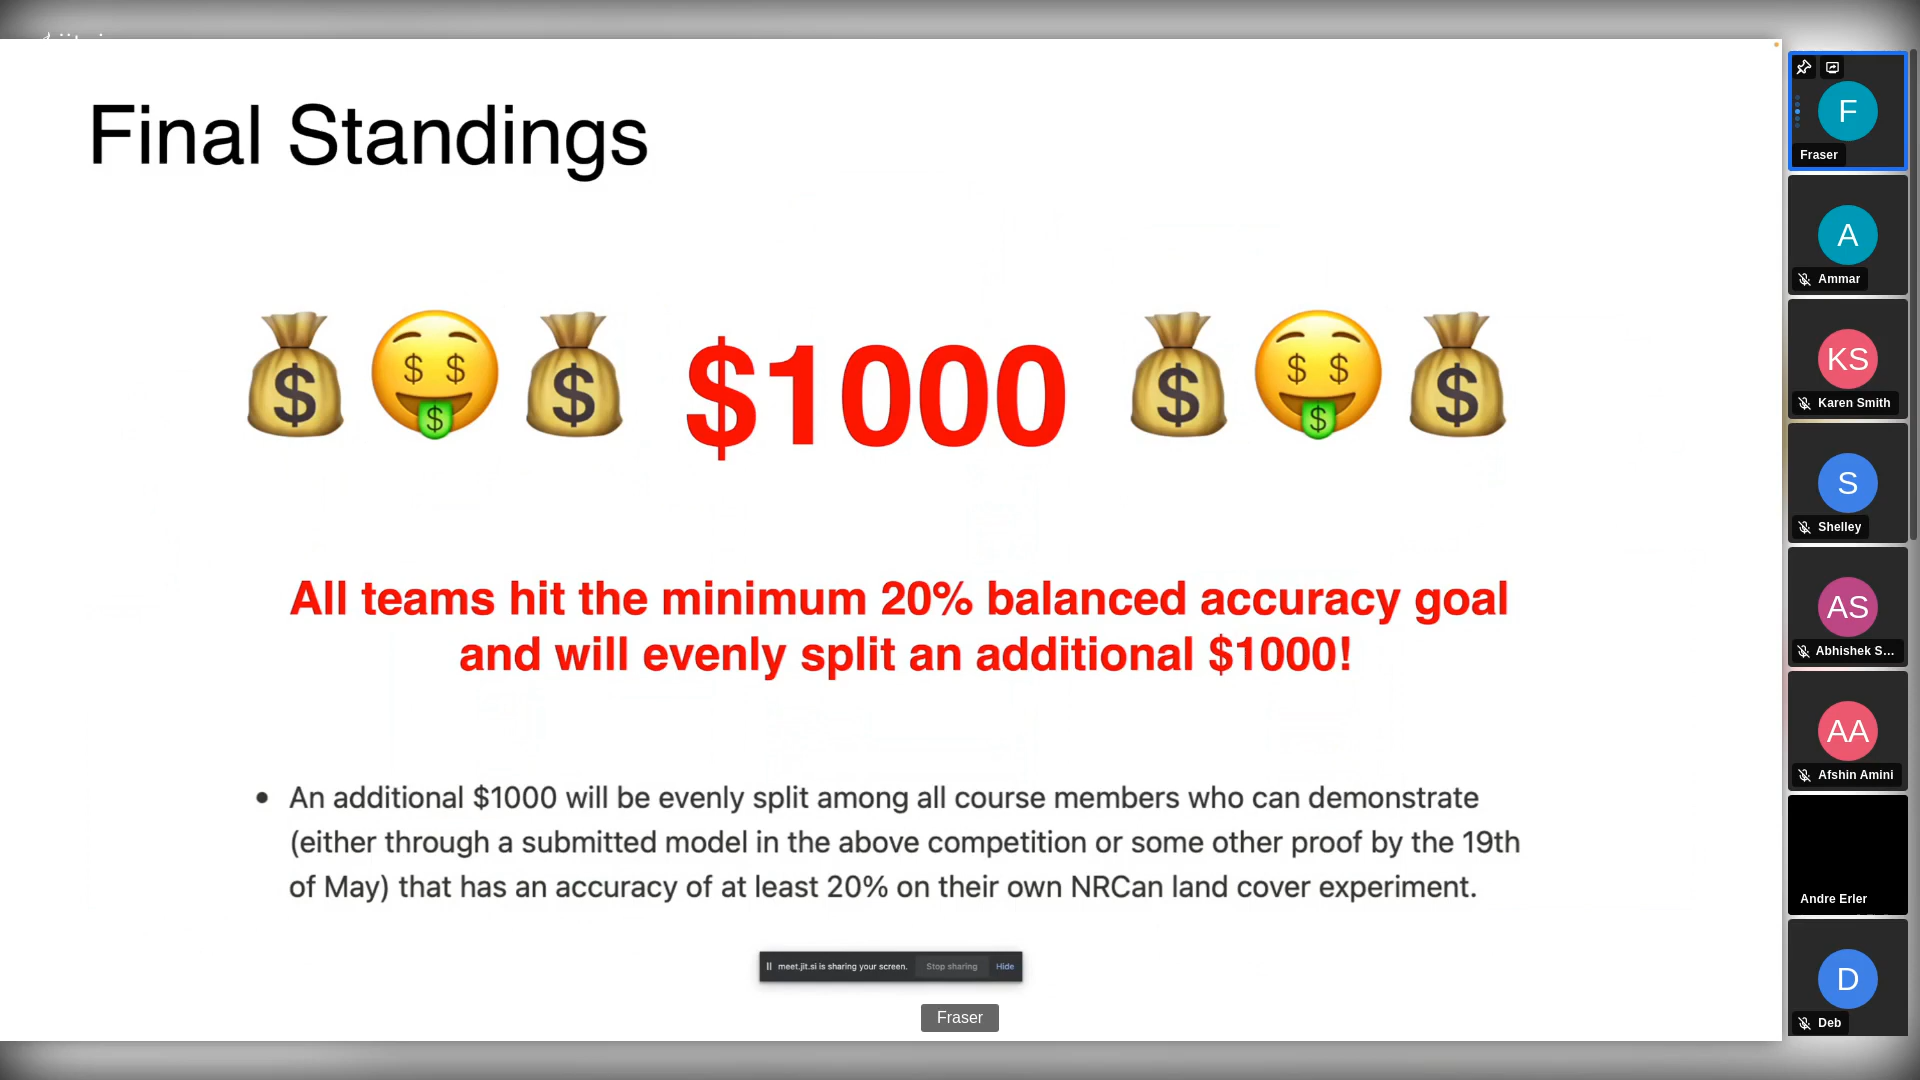 Final Standings
$1000
All teams hit the minimum 20% balanced accuracy goal
and will evenly split an additional $1000!
• An additional $1000 will be evenly split among all course members who can demonstrate
(either through a submitted model in the above competition or some other proof by the 19th
of May) that has an accuracy of at least 20% on their own NRCan land cover experiment.
meet.jit.si is sharing your screen. Stop sharing Hide
Fraser
F
Fraser
A
Ammar
KS
Karen Smith
S
Shelley
AS
Abhishek S...
AA
Afshin Amini
Andre Erler
D
Deb